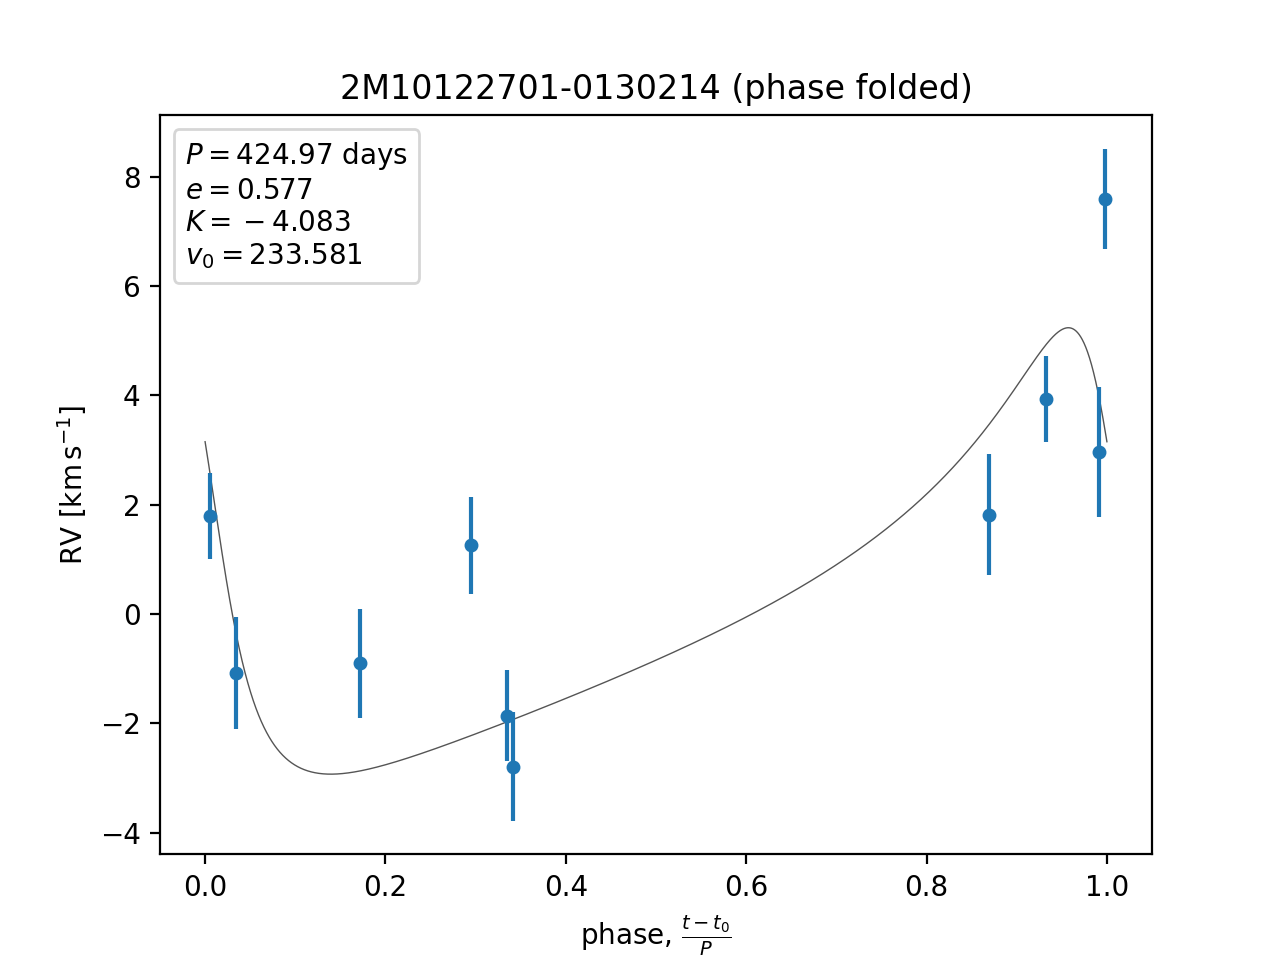 2M10122701-0130214 (phase folded)
P = 424.97 days
e = 0.577
K = −4.083
v₀ = 233.581
RV [km s⁻¹]
8
6
4
2
0
−2
−4
0.0 0.2 0.4 0.6 0.8 1.0
phase, (t − t₀)/P